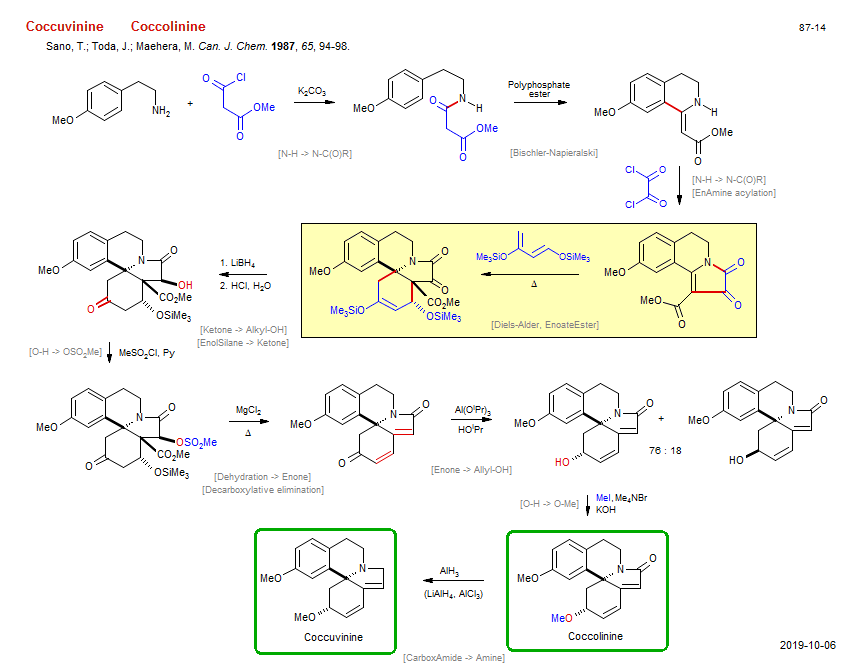 Coccuvinine Coccolinine
87-14
Sano, T.; Toda, J.; Maehera, M. Can. J. Chem. 1987, 65, 94-98.
MeO
NH2
+
O
Cl
OMe
O
K2CO3
[N-H -> N-C(O)R]
MeO
N
H
O
OMe
O
Polyphosphate
ester
[Bischler-Napieralski]
MeO
N
H
OMe
O
Cl
O
Cl
O
[N-H -> N-C(O)R]
[EnAmine acylation]
MeO
N
O
O
MeO
O
Me3SiO
OSiMe3
Δ
[Diels-Alder, EnoateEster]
MeO
N
O
O
CO2Me
Me3SiO
OSiMe3
1. LiBH4
2. HCl, H2O
[Ketone -> Alkyl-OH]
[EnolSilane -> Ketone]
MeO
N
O
OH
CO2Me
O
OSiMe3
[O-H -> OSO2Me]
MeSO2Cl, Py
MeO
N
O
OSO2Me
CO2Me
O
OSiMe3
MgCl2
Δ
[Dehydration -> Enone]
[Decarboxylative elimination]
MeO
N
O
O
Al(OiPr)3
HOiPr
[Enone -> Allyl-OH]
MeO
N
O
HO
+
76 : 18
MeO
N
O
HO
[O-H -> O-Me]
MeI, Me4NBr
KOH
MeO
N
O
MeO
Coccolinine
AlH3
(LiAlH4, AlCl3)
[CarboxAmide -> Amine]
MeO
N
MeO
Coccuvinine
2019-10-06